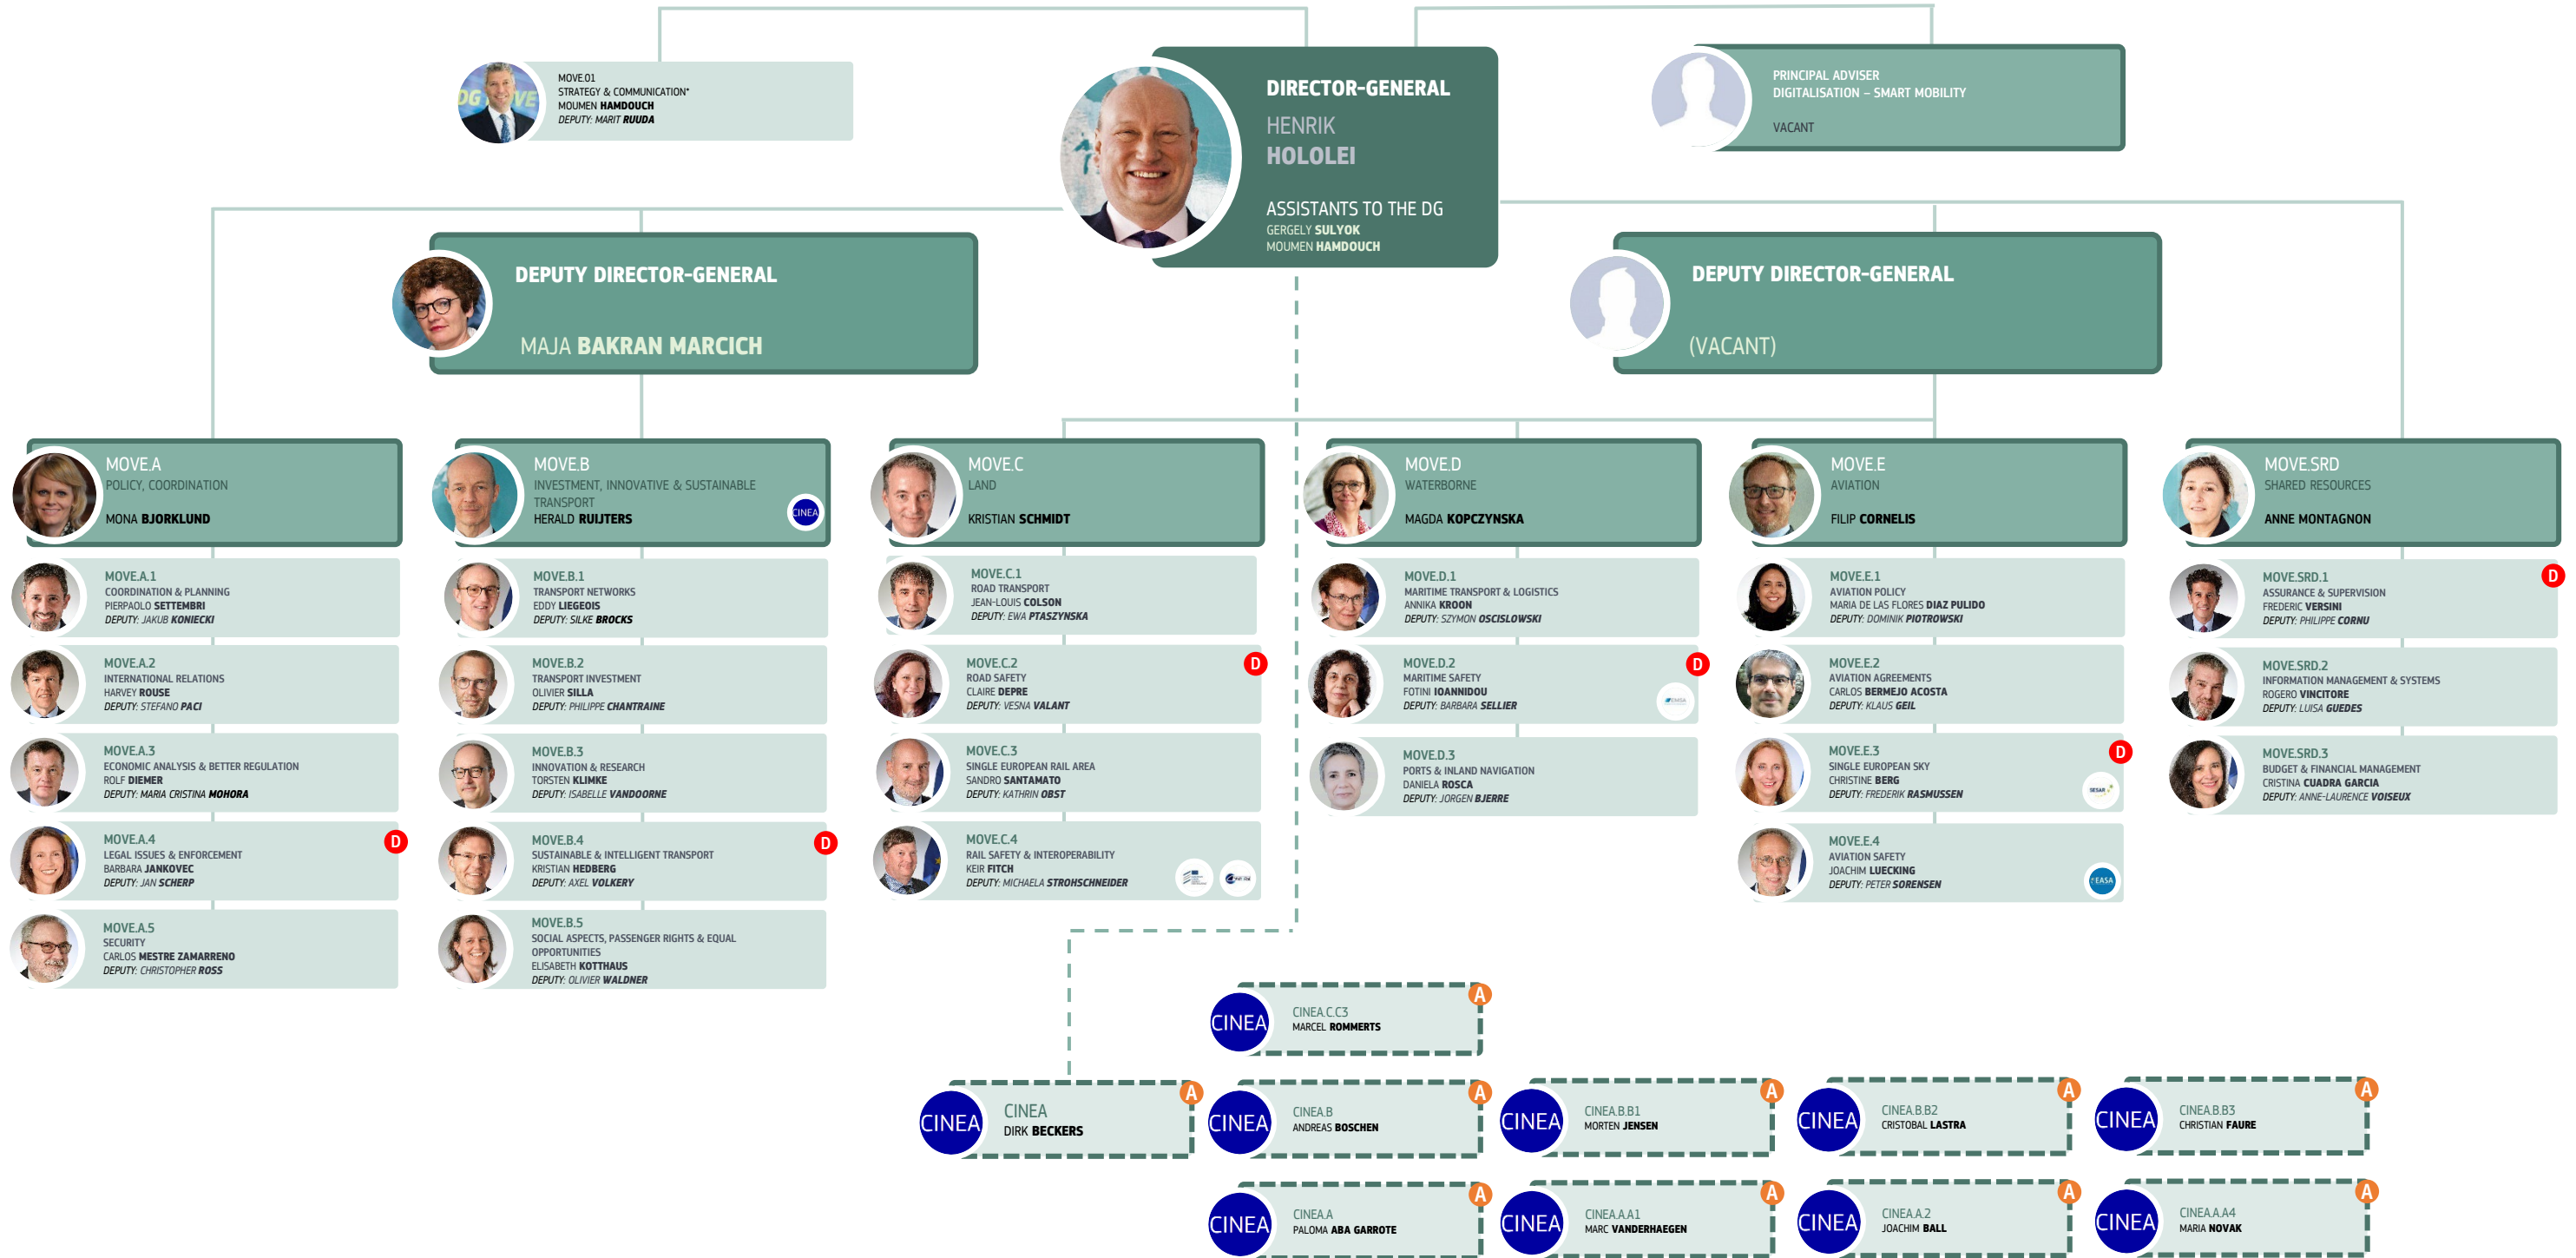 MOVE.01
STRATEGY & COMMUNICATION*
MOUMEN HAMDOUCH
DEPUTY: MARIT RUUDA
DG MOVE
DIRECTOR-GENERAL
HENRIK
HOLOLEI
ASSISTANTS TO THE DG
GERGELY SULYOK
MOUMEN HAMDOUCH
PRINCIPAL ADVISER
DIGITALISATION – SMART MOBILITY
VACANT
DEPUTY DIRECTOR-GENERAL
MAJA BAKRAN MARCICH
DEPUTY DIRECTOR-GENERAL
(VACANT)
MOVE.A
POLICY, COORDINATION
MONA BJORKLUND
MOVE.A.1
COORDINATION & PLANNING
PIERPAOLO SETTEMBRI
DEPUTY: JAKUB KONIECKI
MOVE.A.2
INTERNATIONAL RELATIONS
HARVEY ROUSE
DEPUTY: STEFANO PACI
MOVE.A.3
ECONOMIC ANALYSIS & BETTER REGULATION
ROLF DIEMER
DEPUTY: MARIA CRISTINA MOHORA
MOVE.A.4
LEGAL ISSUES & ENFORCEMENT
BARBARA JANKOVEC
DEPUTY: JAN SCHERP
D
MOVE.A.5
SECURITY
CARLOS MESTRE ZAMARRENO
DEPUTY: CHRISTOPHER ROSS
MOVE.B
INVESTMENT, INNOVATIVE & SUSTAINABLE
TRANSPORT
HERALD RUIJTERS
CINEA
MOVE.B.1
TRANSPORT NETWORKS
EDDY LIEGEOIS
DEPUTY: SILKE BROCKS
MOVE.B.2
TRANSPORT INVESTMENT
OLIVIER SILLA
DEPUTY: PHILIPPE CHANTRAINE
MOVE.B.3
INNOVATION & RESEARCH
TORSTEN KLIMKE
DEPUTY: ISABELLE VANDOORNE
MOVE.B.4
SUSTAINABLE & INTELLIGENT TRANSPORT
KRISTIAN HEDBERG
DEPUTY: AXEL VOLKERY
D
MOVE.B.5
SOCIAL ASPECTS, PASSENGER RIGHTS & EQUAL
OPPORTUNITIES
ELISABETH KOTTHAUS
DEPUTY: OLIVIER WALDNER
MOVE.C
LAND
KRISTIAN SCHMIDT
MOVE.C.1
ROAD TRANSPORT
JEAN-LOUIS COLSON
DEPUTY: EWA PTASZYNSKA
MOVE.C.2
ROAD SAFETY
CLAIRE DEPRE
DEPUTY: VESNA VALANT
D
MOVE.C.3
SINGLE EUROPEAN RAIL AREA
SANDRO SANTAMATO
DEPUTY: KATHRIN OBST
MOVE.C.4
RAIL SAFETY & INTEROPERABILITY
KEIR FITCH
DEPUTY: MICHAELA STROHSCHNEIDER
MOVE.D
WATERBORNE
MAGDA KOPCZYNSKA
MOVE.D.1
MARITIME TRANSPORT & LOGISTICS
ANNIKA KROON
DEPUTY: SZYMON OSCISLOWSKI
MOVE.D.2
MARITIME SAFETY
FOTINI IOANNIDOU
DEPUTY: BARBARA SELLIER
D
EMSA
MOVE.D.3
PORTS & INLAND NAVIGATION
DANIELA ROSCA
DEPUTY: JORGEN BJERRE
MOVE.E
AVIATION
FILIP CORNELIS
MOVE.E.1
AVIATION POLICY
MARIA DE LAS FLORES DIAZ PULIDO
DEPUTY: DOMINIK PIOTROWSKI
MOVE.E.2
AVIATION AGREEMENTS
CARLOS BERMEJO ACOSTA
DEPUTY: KLAUS GEIL
MOVE.E.3
SINGLE EUROPEAN SKY
CHRISTINE BERG
DEPUTY: FREDERIK RASMUSSEN
D
SESAR
MOVE.E.4
AVIATION SAFETY
JOACHIM LUECKING
DEPUTY: PETER SORENSEN
EASA
MOVE.SRD
SHARED RESOURCES
ANNE MONTAGNON
MOVE.SRD.1
ASSURANCE & SUPERVISION
FREDERIC VERSINI
DEPUTY: PHILIPPE CORNU
D
MOVE.SRD.2
INFORMATION MANAGEMENT & SYSTEMS
ROGERO VINCITORE
DEPUTY: LUISA GUEDES
MOVE.SRD.3
BUDGET & FINANCIAL MANAGEMENT
CRISTINA CUADRA GARCIA
DEPUTY: ANNE-LAURENCE VOISEUX
CINEA
CINEA.C.C3
MARCEL ROMMERTS
A
CINEA
CINEA
DIRK BECKERS
A
CINEA
CINEA.B
ANDREAS BOSCHEN
A
CINEA
CINEA.B.B1
MORTEN JENSEN
A
CINEA
CINEA.B.B2
CRISTOBAL LASTRA
A
CINEA
CINEA.B.B3
CHRISTIAN FAURE
A
CINEA
CINEA.A
PALOMA ABA GARROTE
A
CINEA
CINEA.A.A1
MARC VANDERHAEGEN
A
CINEA
CINEA.A.2
JOACHIM BALL
A
CINEA
CINEA.A.A4
MARIA NOVAK
A